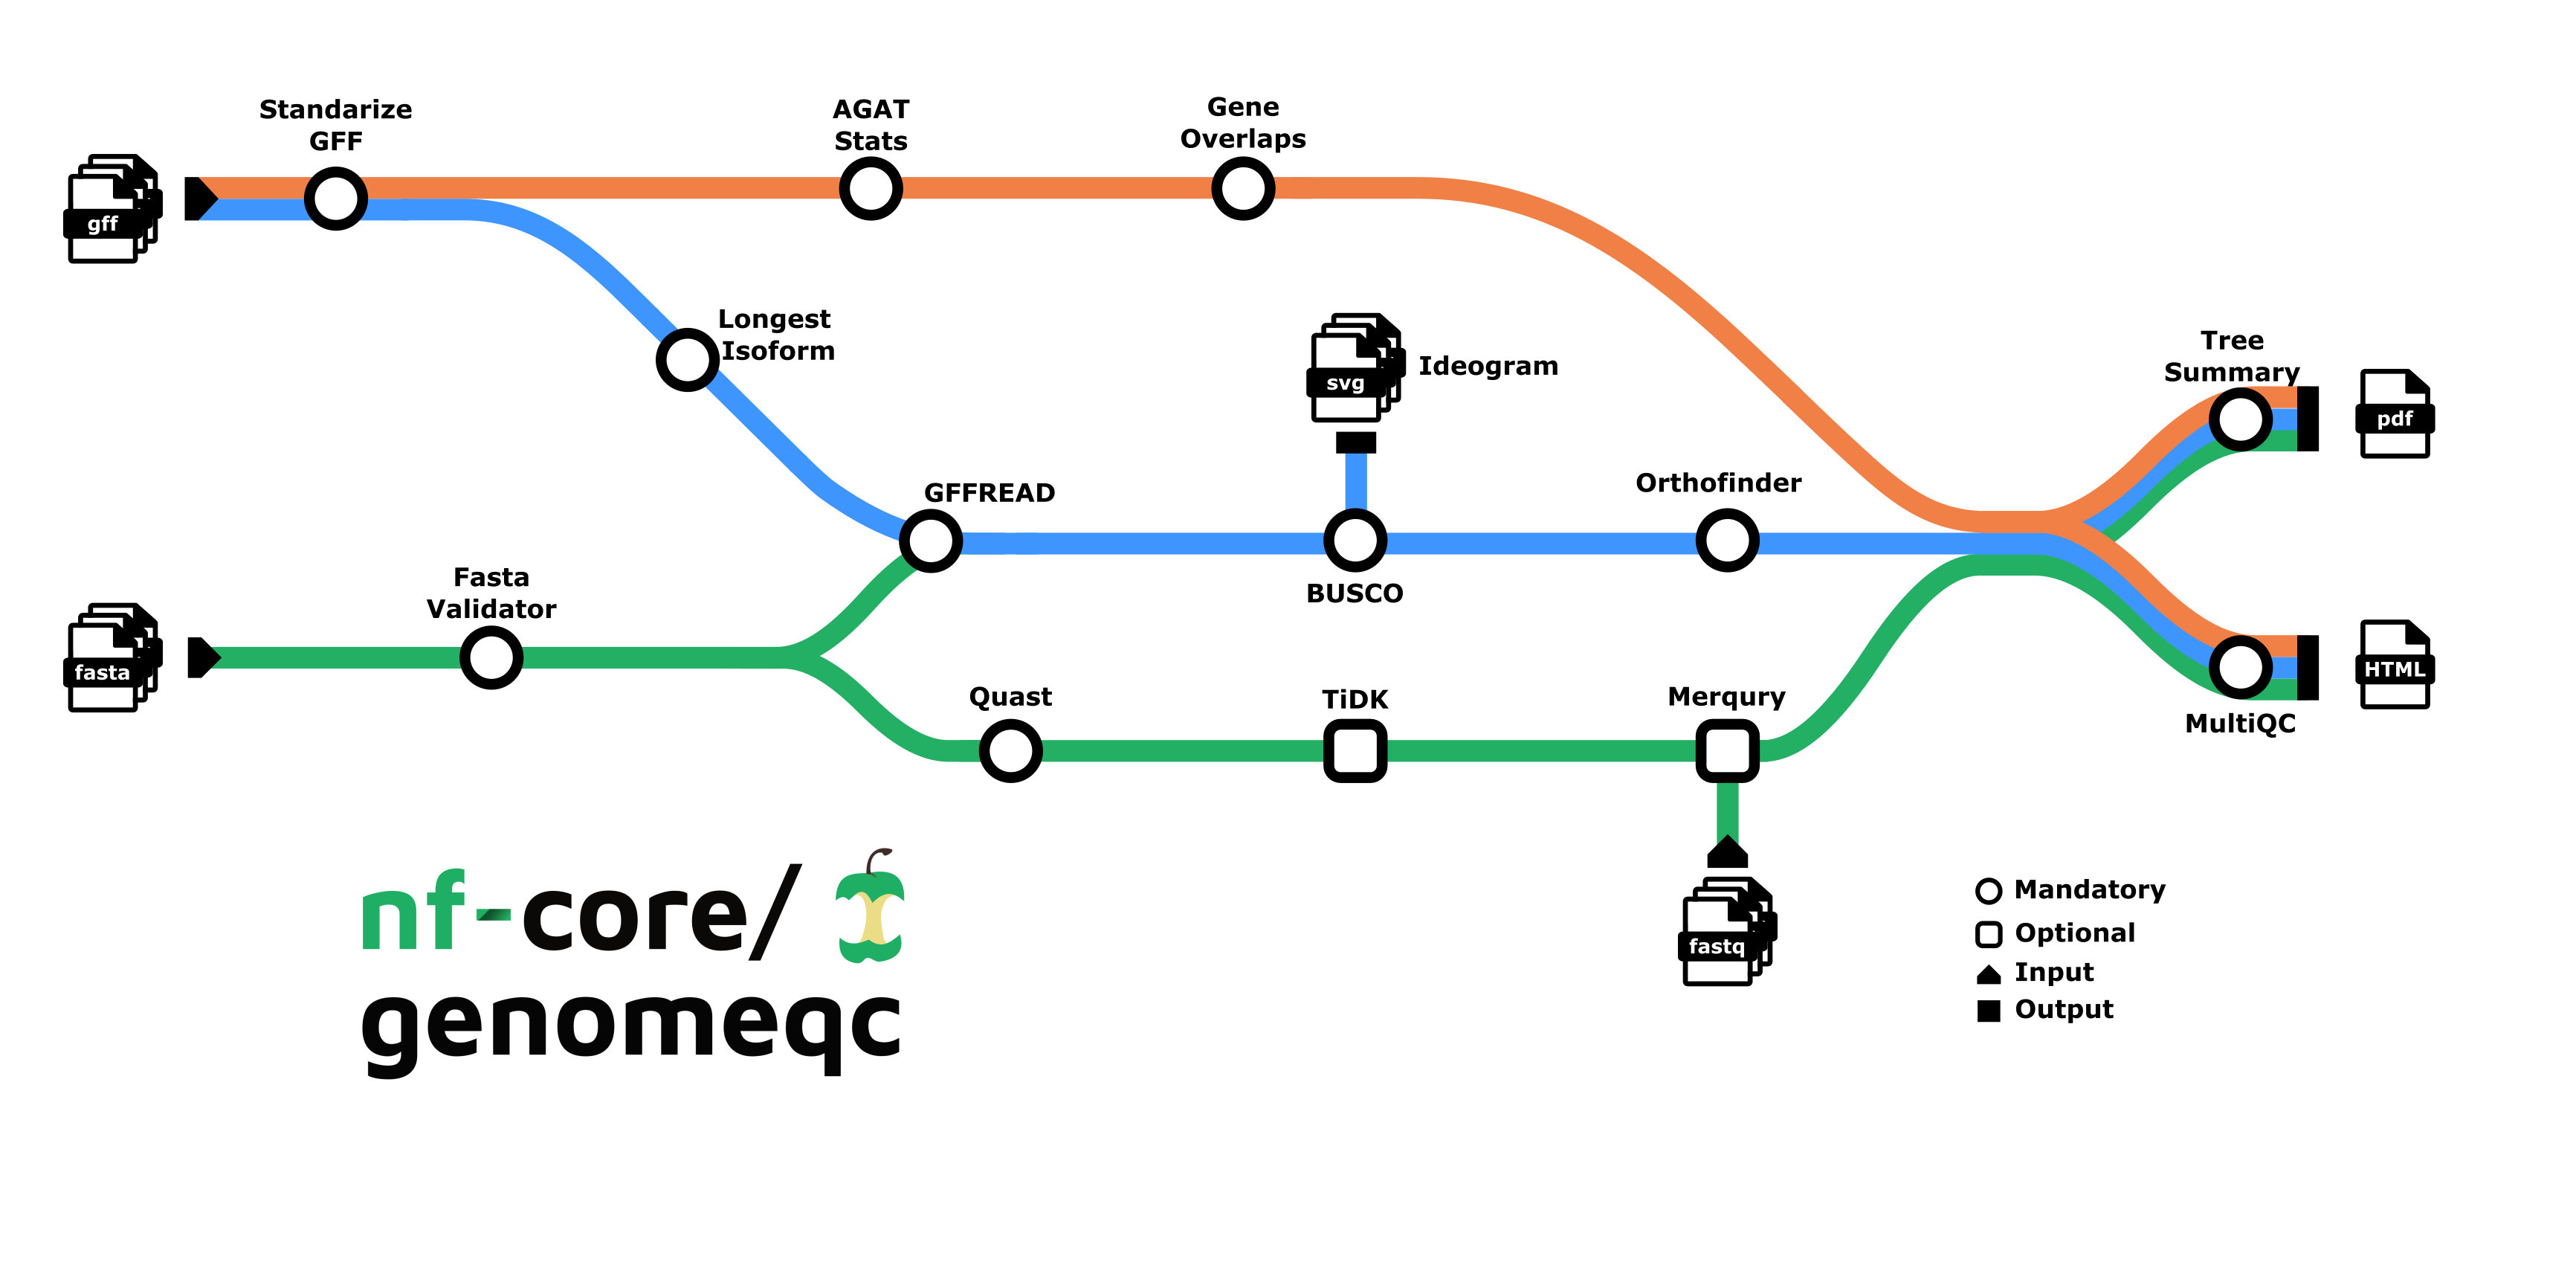 Standarize
GFF
AGAT
Stats
Gene
Overlaps
gff
Longest
Isoform
svg
Ideogram
Tree
Summary
pdf
GFFREAD
Orthofinder
BUSCO
Fasta
Validator
fasta
Quast
TiDK
Merqury
HTML
MultiQC
fastq
nf-core/
genomeqc
Mandatory
Optional
Input
Output